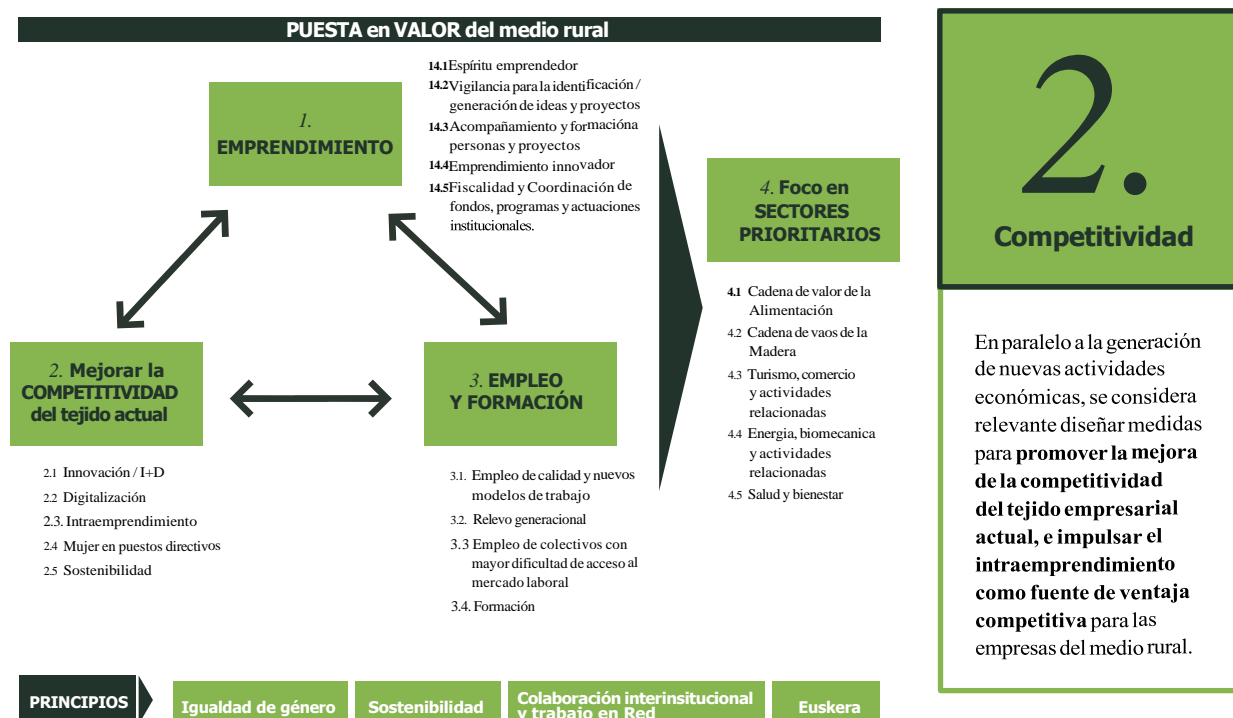 PUESTA en VALOR del medio rural
1.
EMPRENDIMIENTO
14.1Espíritu emprendedor
14.2Vigilancia para la identificación /
generación de ideas y proyectos
14.3Acompañamiento y formacióna
personas y proyectos
14.4Emprendimiento innovador
14.5Fiscalidad y Coordinación de
fondos, programas y actuaciones
institucionales.
2. Mejorar la
COMPETITIVIDAD
del tejido actual
2.1 Innovación / I+D
2.2 Digitalización
2.3. Intraemprendimiento
2.4 Mujer en puestos directivos
2.5 Sostenibilidad
3. EMPLEO
Y FORMACIÓN
3.1. Empleo de calidad y nuevos
modelos de trabajo
3.2. Relevo generacional
3.3 Empleo de colectivos con
mayor dificultad de acceso al
mercado laboral
3.4. Formación
4. Foco en
SECTORES
PRIORITARIOS
4.1 Cadena de valor de la
Alimentación
4.2 Cadena de vaos de la
Madera
4.3 Turismo, comercio
y actividades
relacionadas
4.4 Energia, biomecanica
y actividades
relacionadas
4.5 Salud y bienestar
PRINCIPIOS
Igualdad de género
Sostenibilidad
Colaboración interinsitucional
y trabajo en Red
Euskera
2.
Competitividad
En paralelo a la generación
de nuevas actividades
económicas, se considera
relevante diseñar medidas
para promover la mejora
de la competitividad
del tejido empresarial
actual, e impulsar el
intraemprendimiento
como fuente de ventaja
competitiva para las
empresas del medio rural.